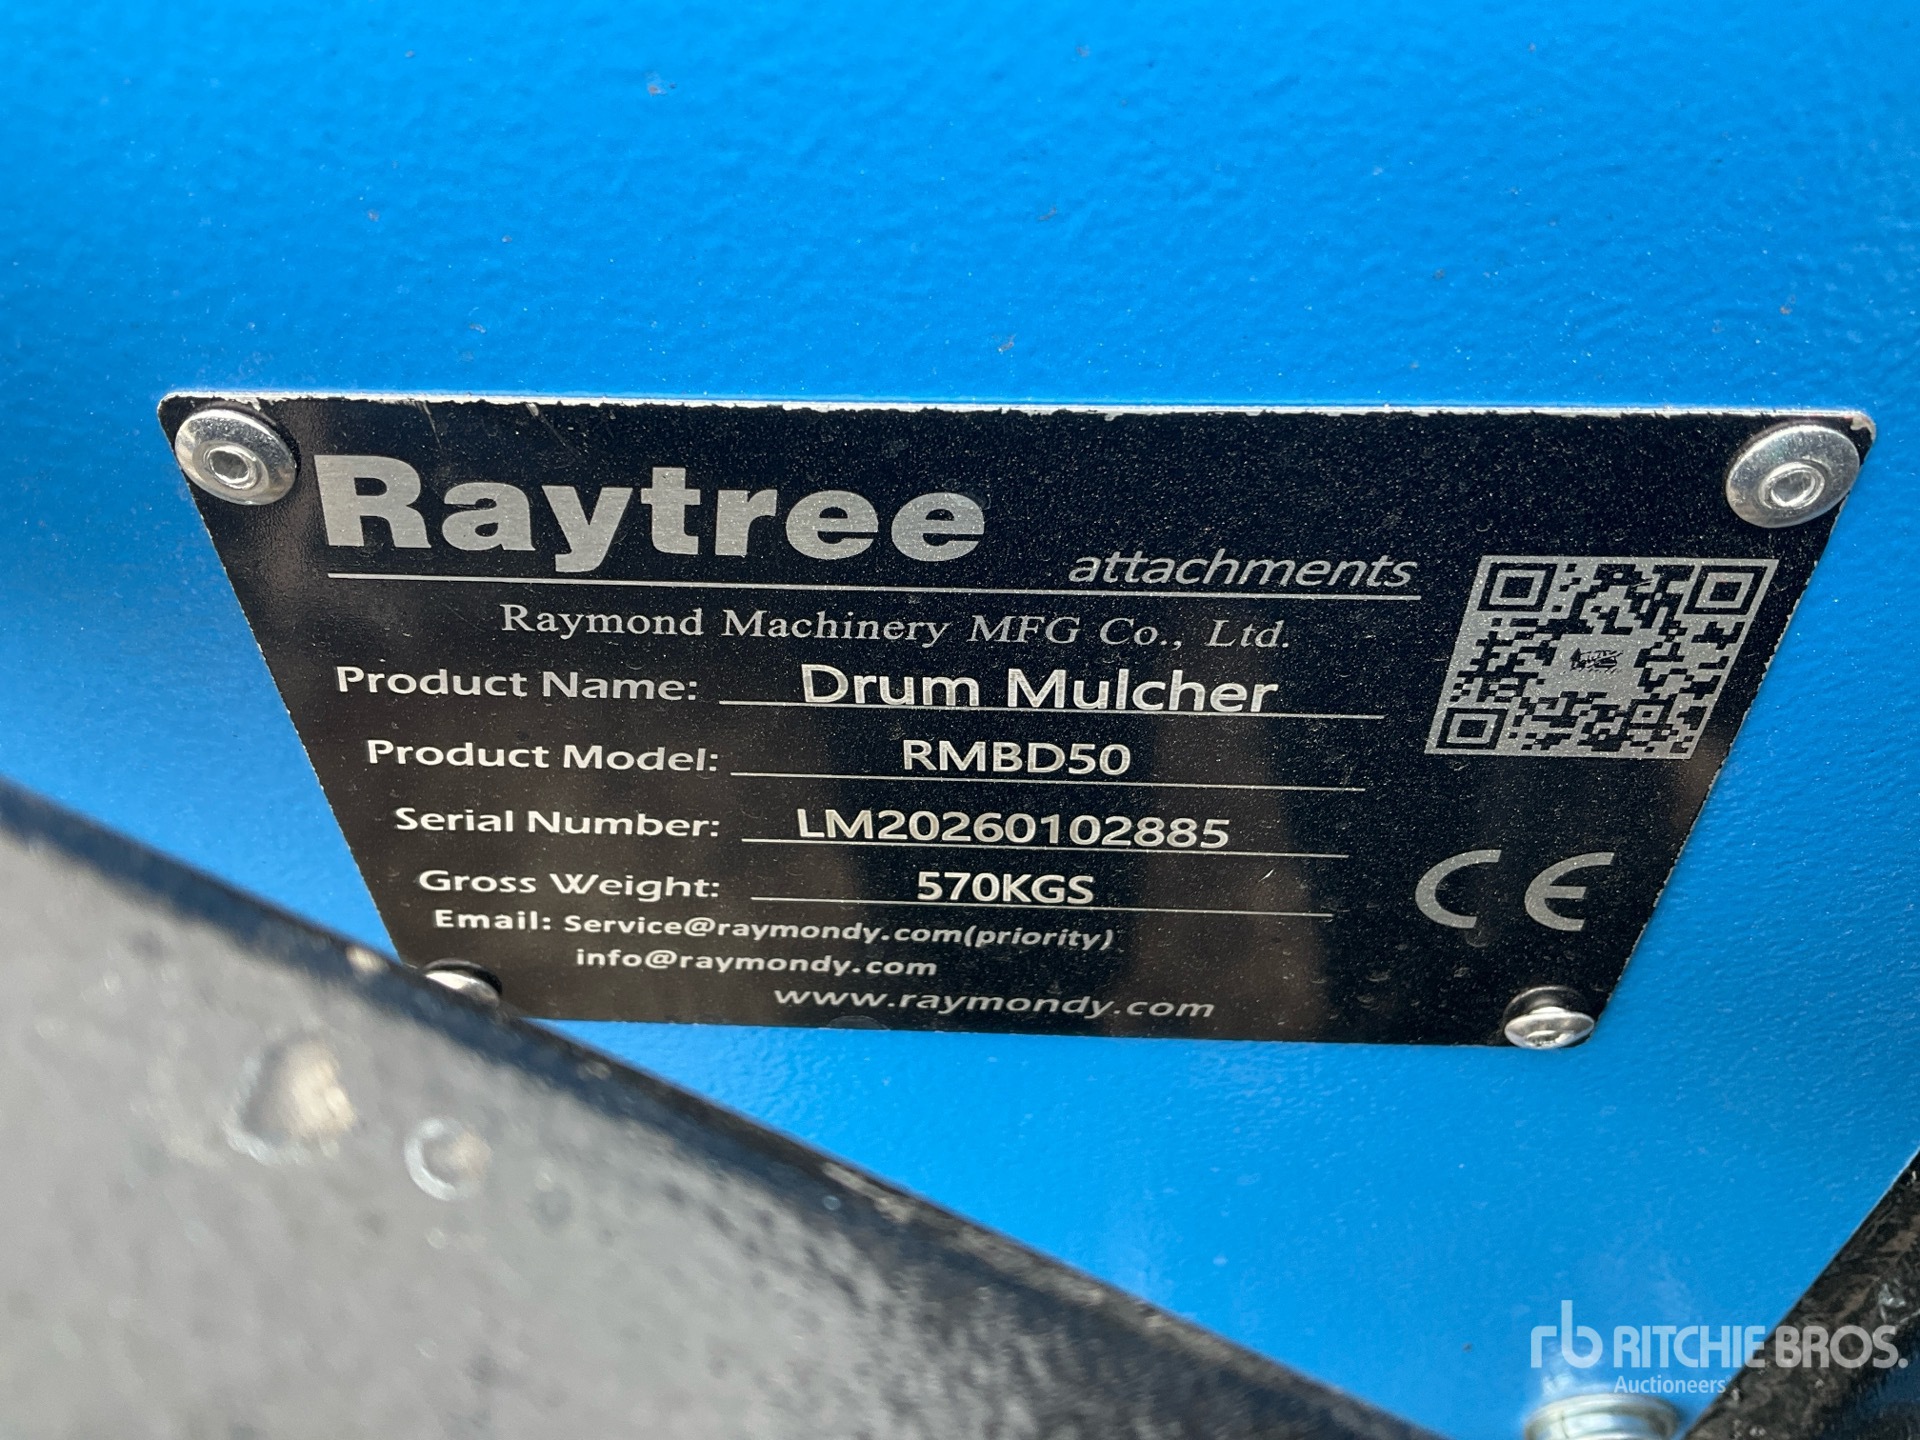 Raytree
attachments
Raymond Machinery MFG Co., Ltd.
Product Name: Drum Mulcher
Product Model: RMBD50
Serial Number: LM20260102885
Gross Weight: 570KGS
Email: Service@raymondy.com(priority)
info@raymondy.com
www.raymondy.com
CE
rb RITCHIE BROS.
Auctioneers